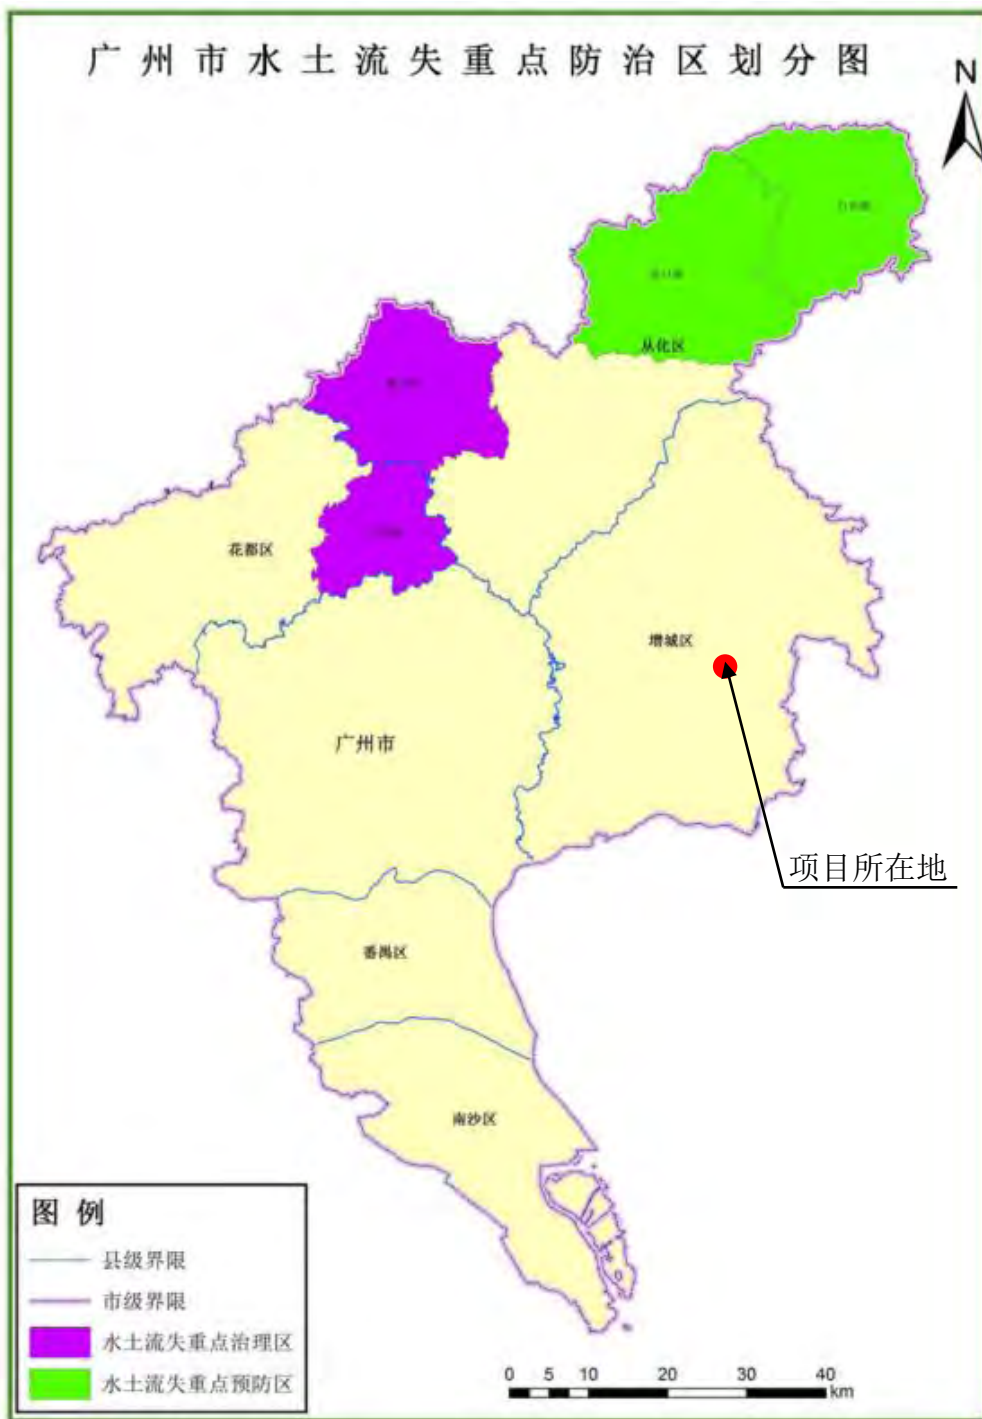 广州市水土流失重点防治区划分图
N
从化区
花都区
增城区
广州市
项目所在地
番禺区
南沙区
图例
县级界限
市级界限
水土流失重点治理区
水土流失重点预防区
0 5 10 20 30 40
km